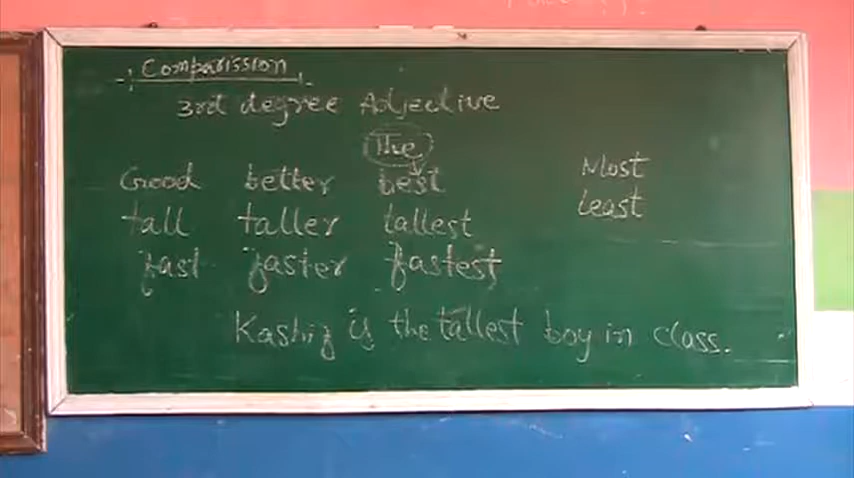 Comparission
3rd degree Adjective
The
Good better best
tall taller tallest
fast faster fastest
Most
least
Kashif is the tallest boy in class.